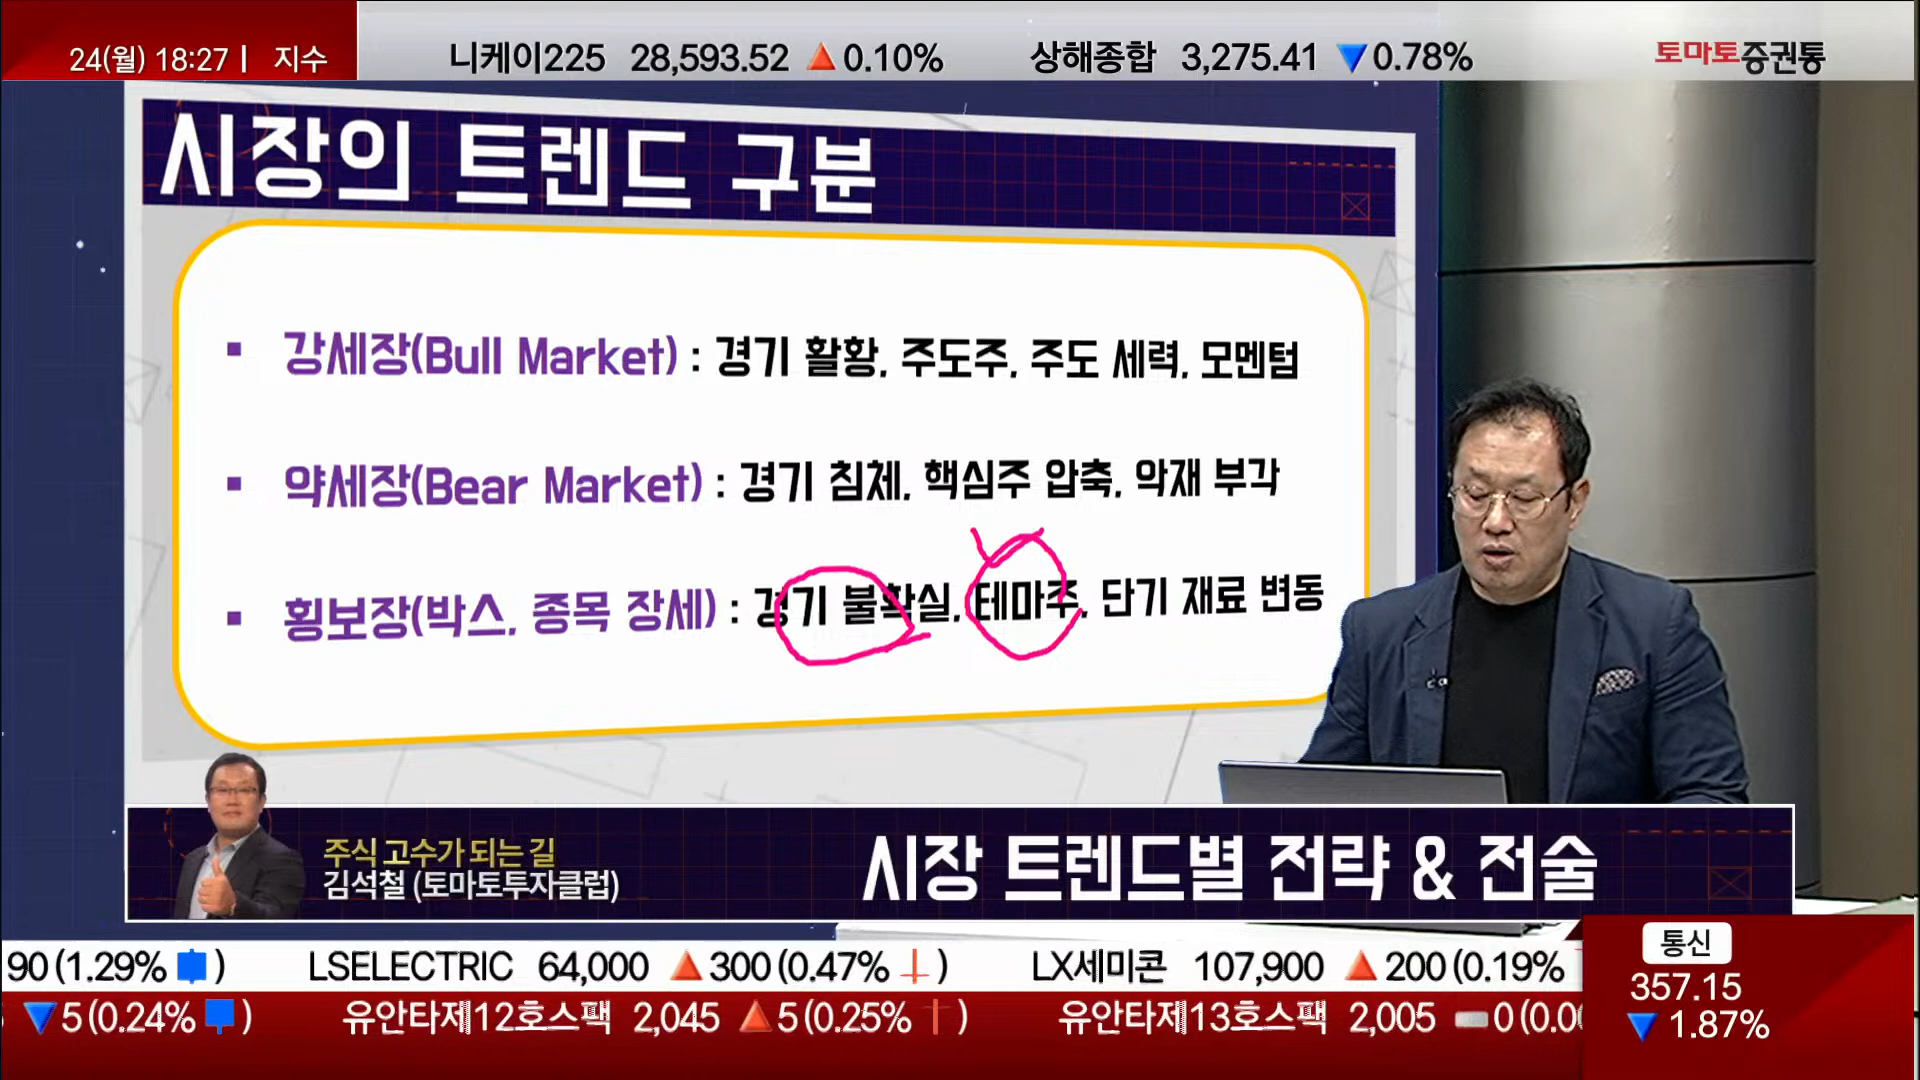 24(월) 18:27 | 지수
니케이225 28,593.52 ▲ 0.10% 상해종합 3,275.41 ▼ 0.78%
토마토증권통
시장의 트렌드 구분
▪ 강세장(Bull Market) : 경기 활황, 주도주, 주도 세력, 모멘텀
▪ 약세장(Bear Market) : 경기 침체, 핵심주 압축, 악재 부각
▪ 횡보장(박스, 종목 장세) : 경기 불확실, 테마주, 단기 재료 변동
주식 고수가 되는 길
김석철 (토마토투자클럽)
시장 트렌드별 전략 & 전술
90 (1.29% ) LSELECTRIC 64,000 ▲ 300 (0.47% ) LX세미콘 107,900 ▲ 200 (0.19%
▼ 5 (0.24% ) 유안타제12호스팩 2,045 ▲ 5 (0.25% ) 유안타제13호스팩 2,005 0 (0.0
통신
357.15
▼ 1.87%